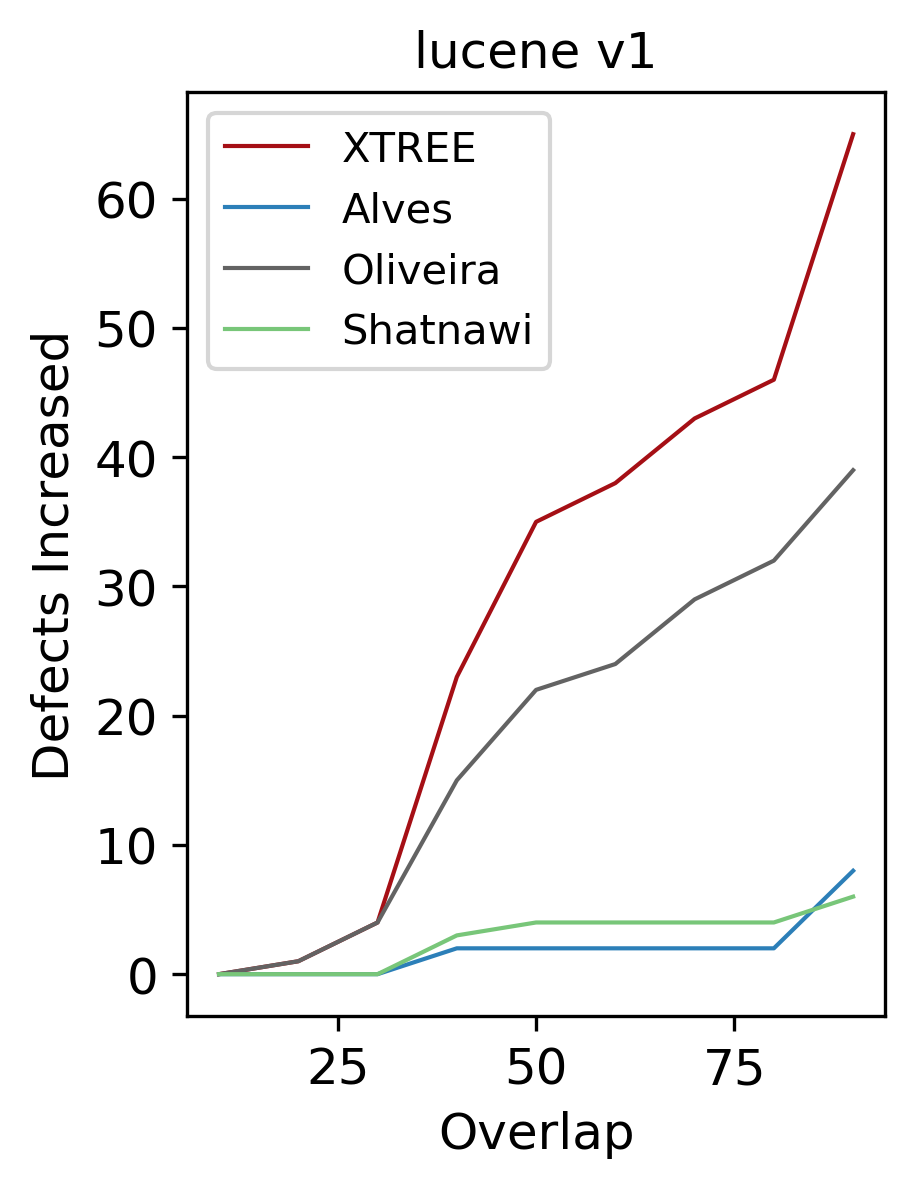 lucene v1
XTREE
Alves
Oliveira
Shatnawi
Defects Increased
60
50
40
30
20
10
0
25 50 75
Overlap